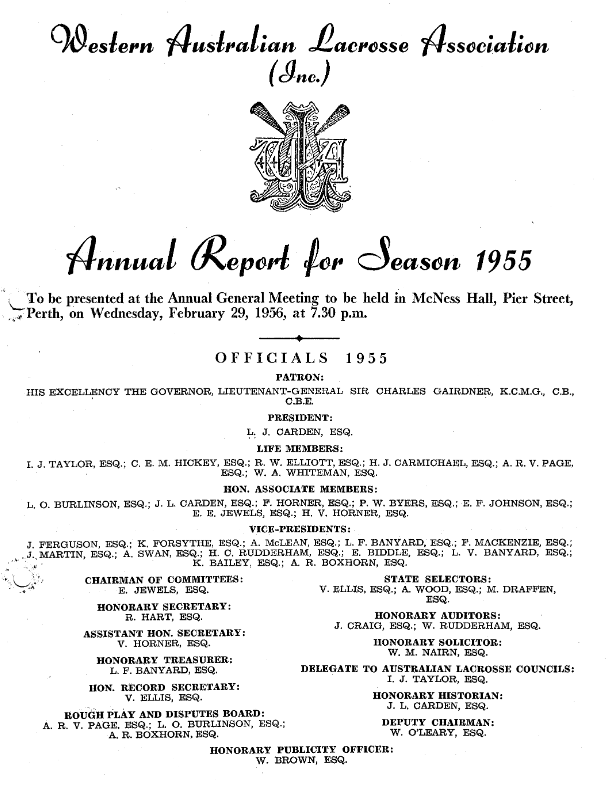 Western Australian Lacrosse Association
(Inc.)
Annual Report for Season 1955
To be presented at the Annual General Meeting to be held in McNess Hall, Pier Street,
Perth, on Wednesday, February 29, 1956, at 7.30 p.m.
OFFICIALS 1955
PATRON:
HIS EXCELLENCY THE GOVERNOR, LIEUTENANT-GENERAL SIR CHARLES GAIRDNER, K.C.M.G., C.B.,
C.B.E.
PRESIDENT:
L. J. CARDEN, ESQ.
LIFE MEMBERS:
I. J. TAYLOR, ESQ.; C. E. M. HICKEY, ESQ.; R. W. ELLIOTT, ESQ.; H. J. CARMICHAEL, ESQ.; A. R. V. PAGE,
ESQ.; W. A. WHITEMAN, ESQ.
HON. ASSOCIATE MEMBERS:
L. O. BURLINSON, ESQ.; J. L. CARDEN, ESQ.; F. HORNER, ESQ.; P. W. BYERS, ESQ.; E. F. JOHNSON, ESQ.;
E. E. JEWELS, ESQ.; H. V. HORNER, ESQ.
VICE-PRESIDENTS:
J. FERGUSON, ESQ.; K. FORSYTHE, ESQ.; A. McLEAN, ESQ.; L. F. BANYARD, ESQ.; F. MACKENZIE, ESQ.;
J. MARTIN, ESQ.; A. SWAN, ESQ.; H. C. RUDDERHAM, ESQ.; E. BIDDLE, ESQ.; L. V. BANYARD, ESQ.;
K. BAILEY, ESQ.; A. R. BOXHORN, ESQ.
CHAIRMAN OF COMMITTEES:
E. JEWELS, ESQ.
HONORARY SECRETARY:
R. HART, ESQ.
ASSISTANT HON. SECRETARY:
V. HORNER, ESQ.
HONORARY TREASURER:
L. F. BANYARD, ESQ.
HON. RECORD SECRETARY:
V. ELLIS, ESQ.
ROUGH PLAY AND DISPUTES BOARD:
A. R. V. PAGE, ESQ.; L. O. BURLINSON, ESQ.;
A. R. BOXHORN, ESQ.
STATE SELECTORS:
V. ELLIS, ESQ.; A. WOOD, ESQ.; M. DRAFFEN,
ESQ.
HONORARY AUDITORS:
J. CRAIG, ESQ.; W. RUDDERHAM, ESQ.
HONORARY SOLICITOR:
W. M. NAIRN, ESQ.
DELEGATE TO AUSTRALIAN LACROSSE COUNCILS:
I. J. TAYLOR, ESQ.
HONORARY HISTORIAN:
J. L. CARDEN, ESQ.
DEPUTY CHAIRMAN:
W. O'LEARY, ESQ.
HONORARY PUBLICITY OFFICER:
W. BROWN, ESQ.